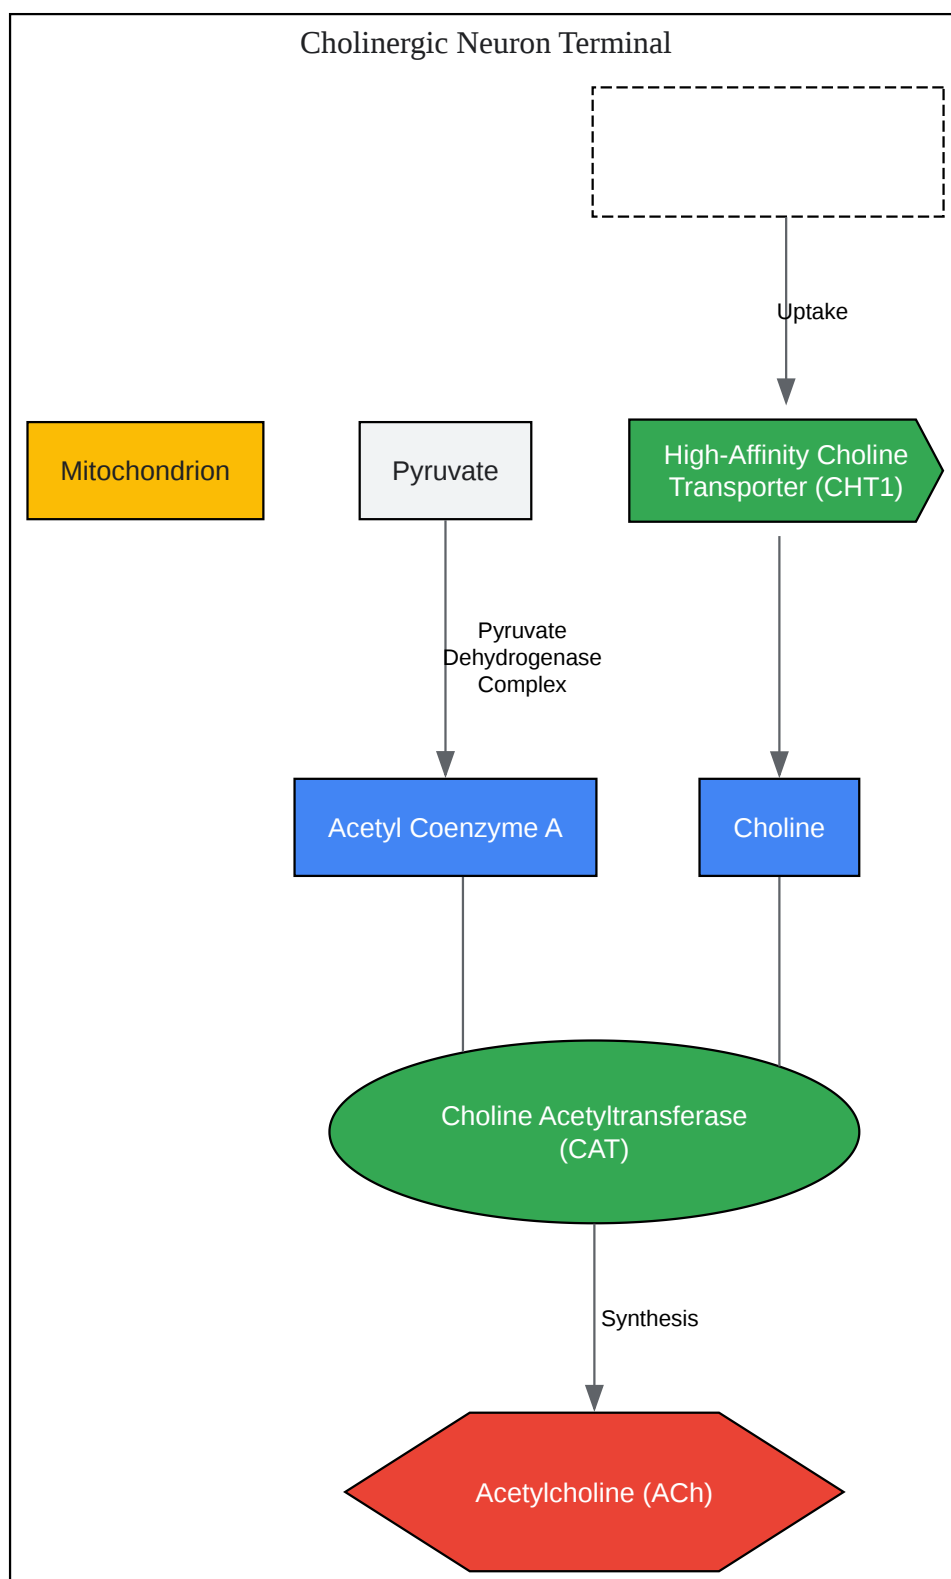 Cholinergic Neuron Terminal
Uptake
Mitochondrion
Pyruvate
High-Affinity Choline
Transporter (CHT1)
Pyruvate
Dehydrogenase
Complex
Acetyl Coenzyme A
Choline
Choline Acetyltransferase
(CAT)
Synthesis
Acetylcholine (ACh)